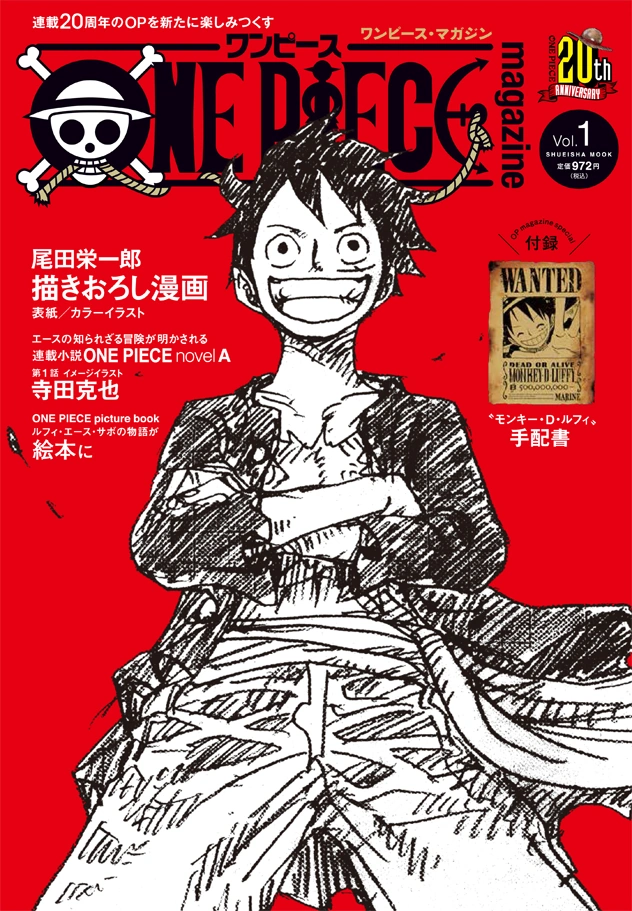 連載20周年のOPを新たに楽しみつくす
ワンピース・マガジン
ワンピース
ONE PIECE
magazine
ONE PIECE
20th
ANNIVERSARY
Vol.1
SHUEISHA MOOK
定価972円
(税込)
尾田栄一郎
描きおろし漫画
表紙/カラーイラスト
エースの知られざる冒険が明かされる
連載小説ONE PIECE novel A
第1話 イメージイラスト
寺田克也
ONE PIECE picture book
ルフィ・エース・サボの物語が
絵本に
OP magazine special
付録
WANTED
DEAD OR ALIVE
MONKEY・D・LUFFY
500,000,000-
MARINE
〝モンキー・D・ルフィ〟
手配書